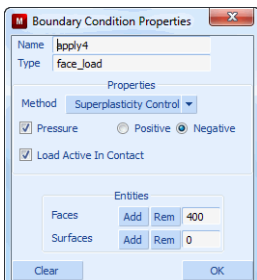 M Boundary Condition Properties X
Name apply4
Type face_load
Properties
Method Superplasticity Control
Pressure Positive Negative
Load Active In Contact
Entities
Faces Add Rem 400
Surfaces Add Rem 0
Clear OK